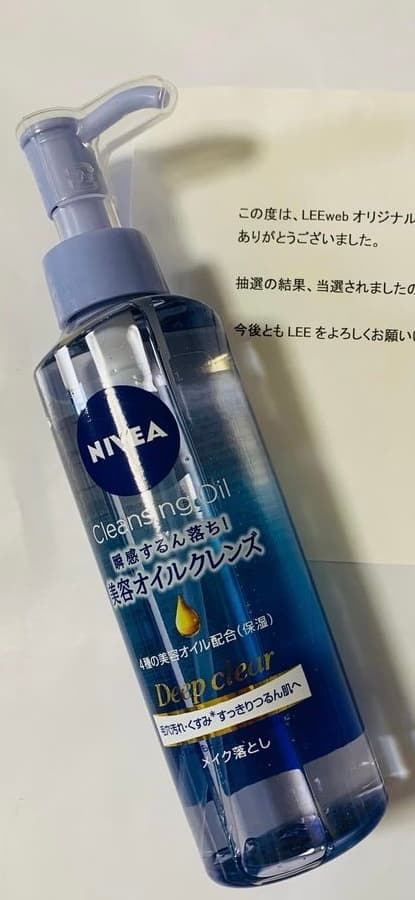 この度は、LEEweb オリジナル
ありがとうございました。
抽選の結果、当選されましたの
今後とも LEE をよろしくお願い
NIVEA
Cleansing Oil
瞬感するん落ち!
美容オイルクレンズ
4種の美容オイル配合(保湿)
Deep clear
毛穴汚れ・くすみ*すっきりつるん肌へ
メイク落とし